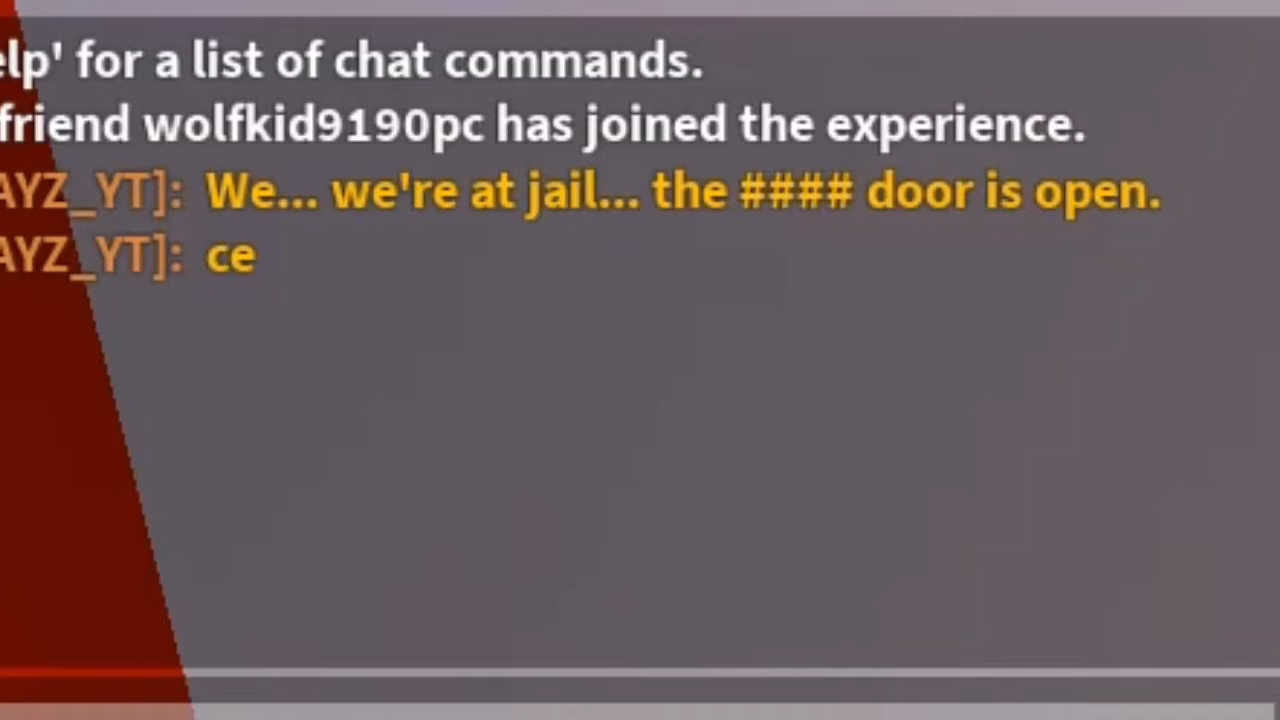 elp' for a list of chat commands.
friend wolfkid9190pc has joined the experience.
AYZ_YT]: We... we're at jail... the #### door is open.
AYZ_YT]: ce